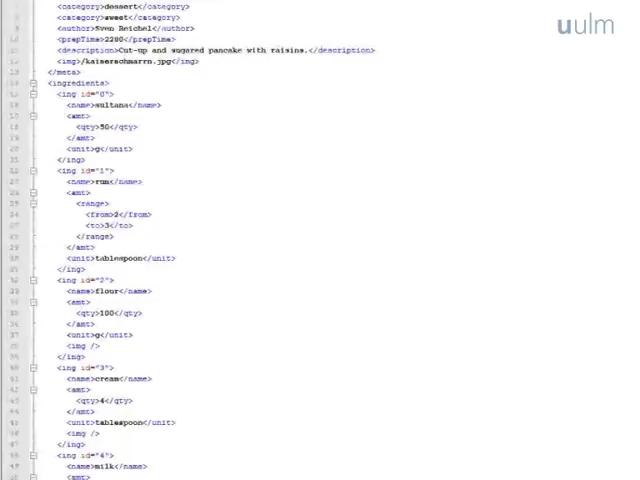 uulm
<category>dessert</category>
<category>sweet</category>
<author>Sven Reichel</author>
<prepTime>2280</prepTime>
<description>Cut-up and sugared pancake with raisins.</description>
<img>/kaiserschmarrn.jpg</img>
</meta>
<ingredients>
<ing id="0">
<name>sultana</name>
<amt>
<qty>50</qty>
</amt>
<unit>g</unit>
</ing>
<ing id="1">
<name>rum</name>
<amt>
<range>
<from>2</from>
<to>3</to>
</range>
</amt>
<unit>tablespoon</unit>
</ing>
<ing id="2">
<name>flour</name>
<amt>
<qty>100</qty>
</amt>
<unit>g</unit>
<img />
</ing>
<ing id="3">
<name>cream</name>
<amt>
<qty>4</qty>
</amt>
<unit>tablespoon</unit>
<img />
</ing>
<ing id="4">
<name>milk</name>
<amt>